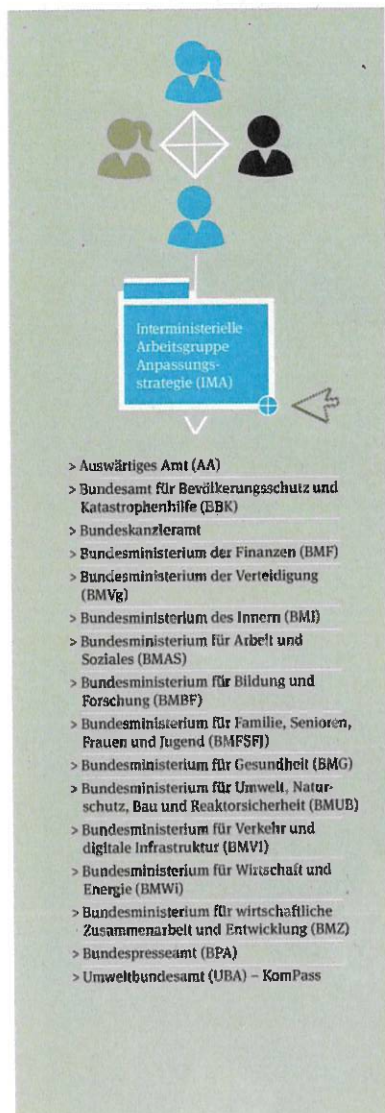 Interministerielle
Arbeitsgruppe
Anpassungs-
strategie (IMA)
> Auswärtiges Amt (AA)
> Bundesamt für Bevölkerungsschutz und
Katastrophenhilfe (BBK)
> Bundeskanzleramt
> Bundesministerium der Finanzen (BMF)
> Bundesministerium der Verteidigung
(BMVg)
> Bundesministerium des Innern (BMI)
> Bundesministerium für Arbeit und
Soziales (BMAS)
> Bundesministerium für Bildung und
Forschung (BMBF)
> Bundesministerium für Familie, Senioren,
Frauen und Jugend (BMFSFJ)
> Bundesministerium für Gesundheit (BMG)
> Bundesministerium für Umwelt, Natur-
schutz, Bau und Reaktorsicherheit (BMUB)
> Bundesministerium für Verkehr und
digitale Infrastruktur (BMVI)
> Bundesministerium für Wirtschaft und
Energie (BMWi)
> Bundesministerium für wirtschaftliche
Zusammenarbeit und Entwicklung (BMZ)
> Bundespresseamt (BPA)
> Umweltbundesamt (UBA) – KomPass